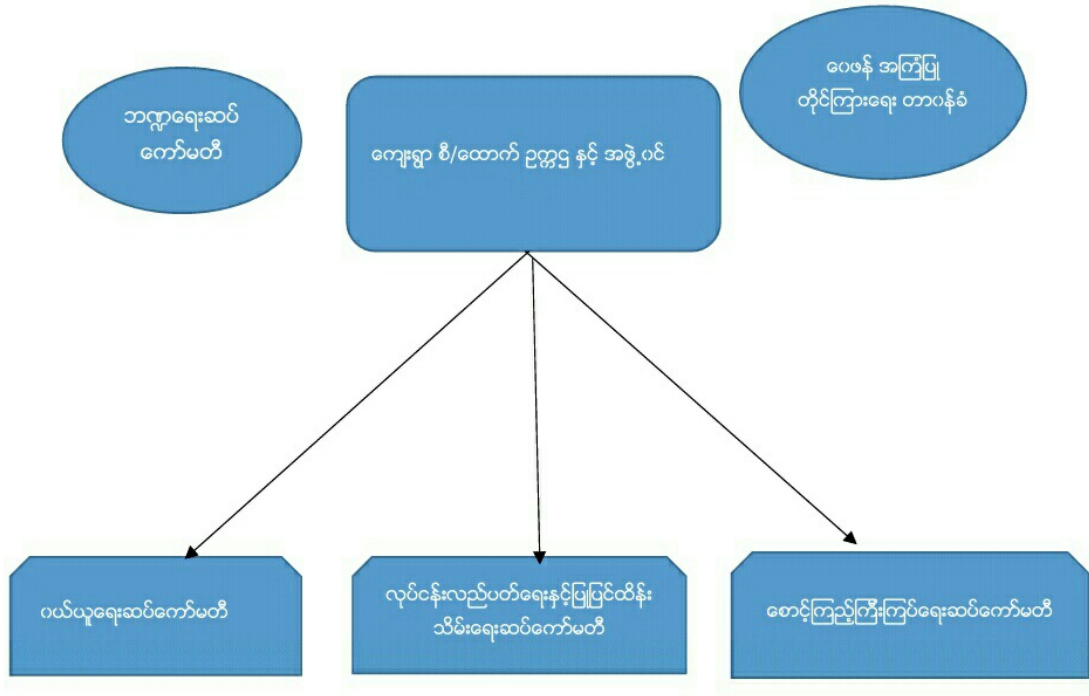 ဘဏ္ဍရေးဆပ်
ကော်မတီ
ကျေးရွာ စီ/ထောက် ဥက္ကဌ နှင့် အဖွဲ့ဝင်
ဝေဖန် အကြံပြု
တိုင်ကြားရေး တာဝန်ခံ
ဝယ်ယူရေးဆပ်ကော်မတီ
လုပ်ငန်းလည်ပတ်ရေးနှင့်ပြုပြင်ထိန်း
သိမ်းရေးဆပ်ကော်မတီ
စောင့်ကြည့်ကြီးကြပ်ရေးဆပ်ကော်မတီ